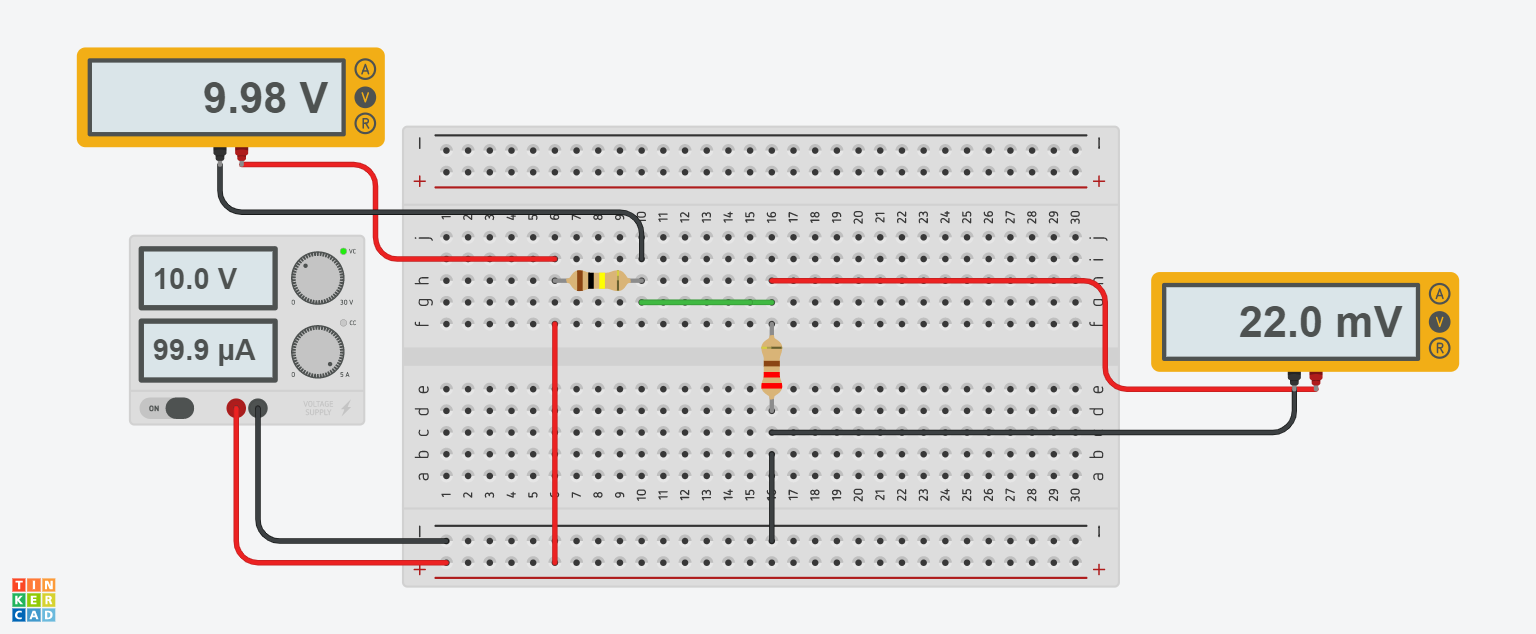 9.98 V
A
V
R
10.0 V
VC
0
30 V
99.9 µA
CC
0
5 A
ON
VOLTAGE
SUPPLY
− −
+ +
1 2 3 4 5 6 7 8 9 10 11 12 13 14 15 16 17 18 19 20 21 22 23 24 25 26 27 28 29 30
j j
i i
h h
g g
f f
e e
d d
c c
b b
a a
1 2 3 4 5 6 7 8 9 10 11 12 13 14 15 16 17 18 19 20 21 22 23 24 25 26 27 28 29 30
− −
+ +
22.0 mV
A
V
R
TIN
KER
CAD